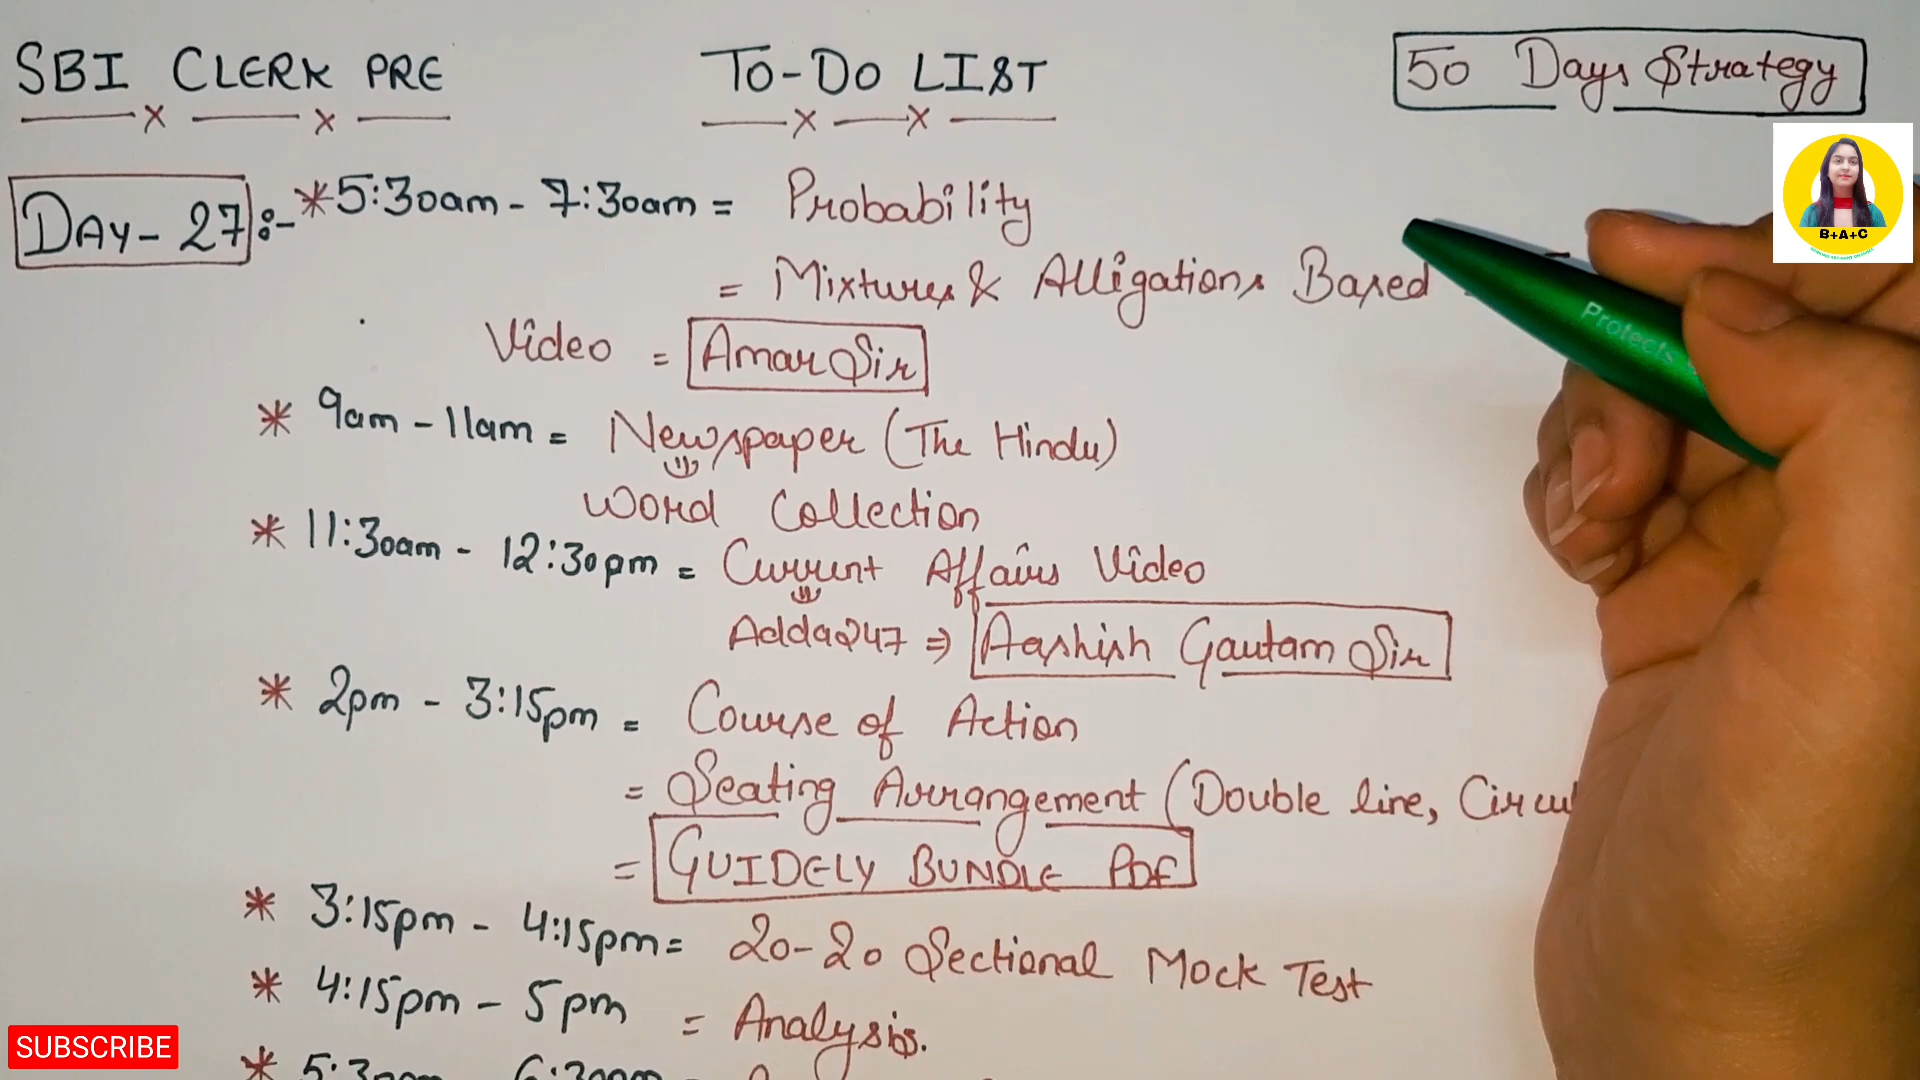 SBI CLERK PRE
TO-DO LIST
50 Days Strategy
B+A+C
DAY-27:- *5:30am - 7:30am = Probability
= Mixtures & Alligations Based
Video = Amar Sir
* 9am - 11am = Newspaper (The Hindu)
Word Collection
* 11:30am - 12:30pm = Current Affairs Video
Adda247 ⇒ Aashish Gautam Sir
* 2pm - 3:15pm = Course of Action
= Seating Arrangement (Double line,
= GUIDELY BUNDLE PDF
* 3:15pm - 4:15pm = 20-20 Sectional Mock Test
* 4:15pm - 5pm = Analysis.
Protects
SUBSCRIBE